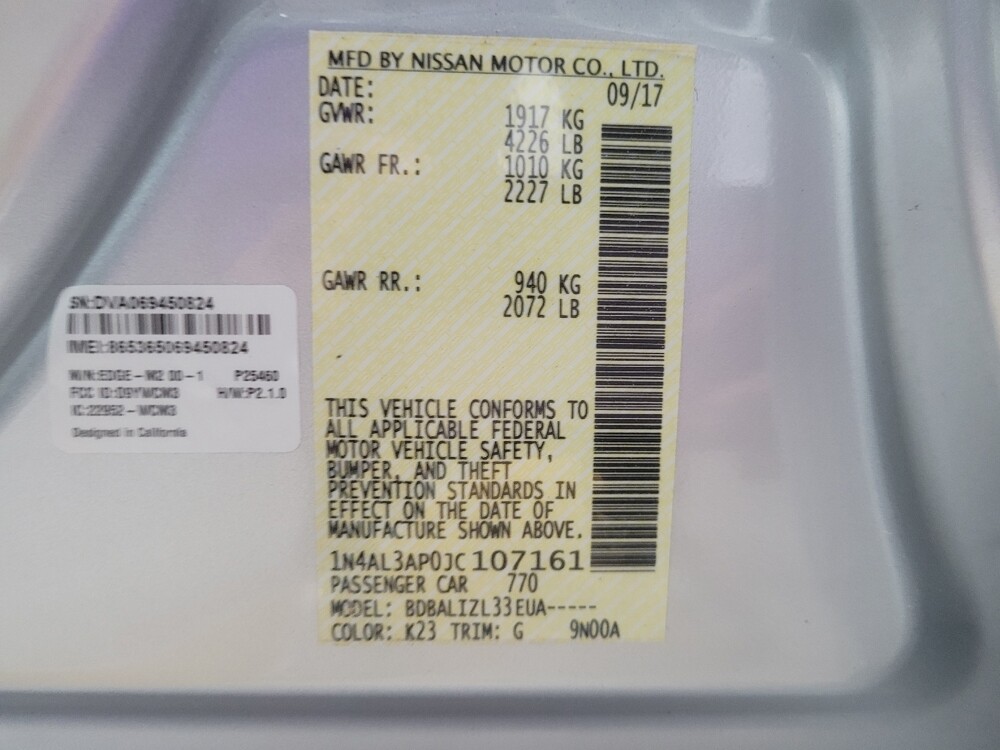 MFD BY NISSAN MOTOR CO., LTD.
DATE: 09/17
GVWR: 1917 KG
4226 LB
GAWR FR.: 1010 KG
2227 LB
GAWR RR.: 940 KG
2072 LB
THIS VEHICLE CONFORMS TO
ALL APPLICABLE FEDERAL
MOTOR VEHICLE SAFETY,
BUMPER, AND THEFT
PREVENTION STANDARDS IN
EFFECT ON THE DATE OF
MANUFACTURE SHOWN ABOVE.
1N4AL3AP0JC107161
PASSENGER CAR 770
MODEL: BDBALIZL33EUA-----
COLOR: K23 TRIM: G 9N00A
SN:DVA069450824
IMEI:865365069450824
M/N:EDGE-M2 00-1 P25460
FCC ID:D9YMCM3 H/W:P2.1.0
IC:22952-MCM3
Designed in California